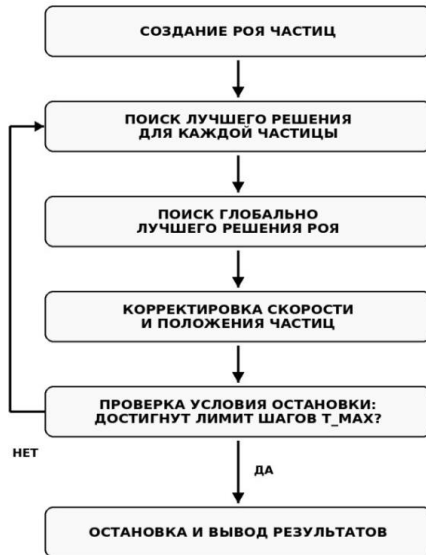 СОЗДАНИЕ РОЯ ЧАСТИЦ
ПОИСК ЛУЧШЕГО РЕШЕНИЯ
ДЛЯ КАЖДОЙ ЧАСТИЦЫ
ПОИСК ГЛОБАЛЬНО
ЛУЧШЕГО РЕШЕНИЯ РОЯ
КОРРЕКТИРОВКА СКОРОСТИ
И ПОЛОЖЕНИЯ ЧАСТИЦ
ПРОВЕРКА УСЛОВИЯ ОСТАНОВКИ:
ДОСТИГНУТ ЛИМИТ ШАГОВ T_MAX?
НЕТ
ДА
ОСТАНОВКА И ВЫВОД РЕЗУЛЬТАТОВ